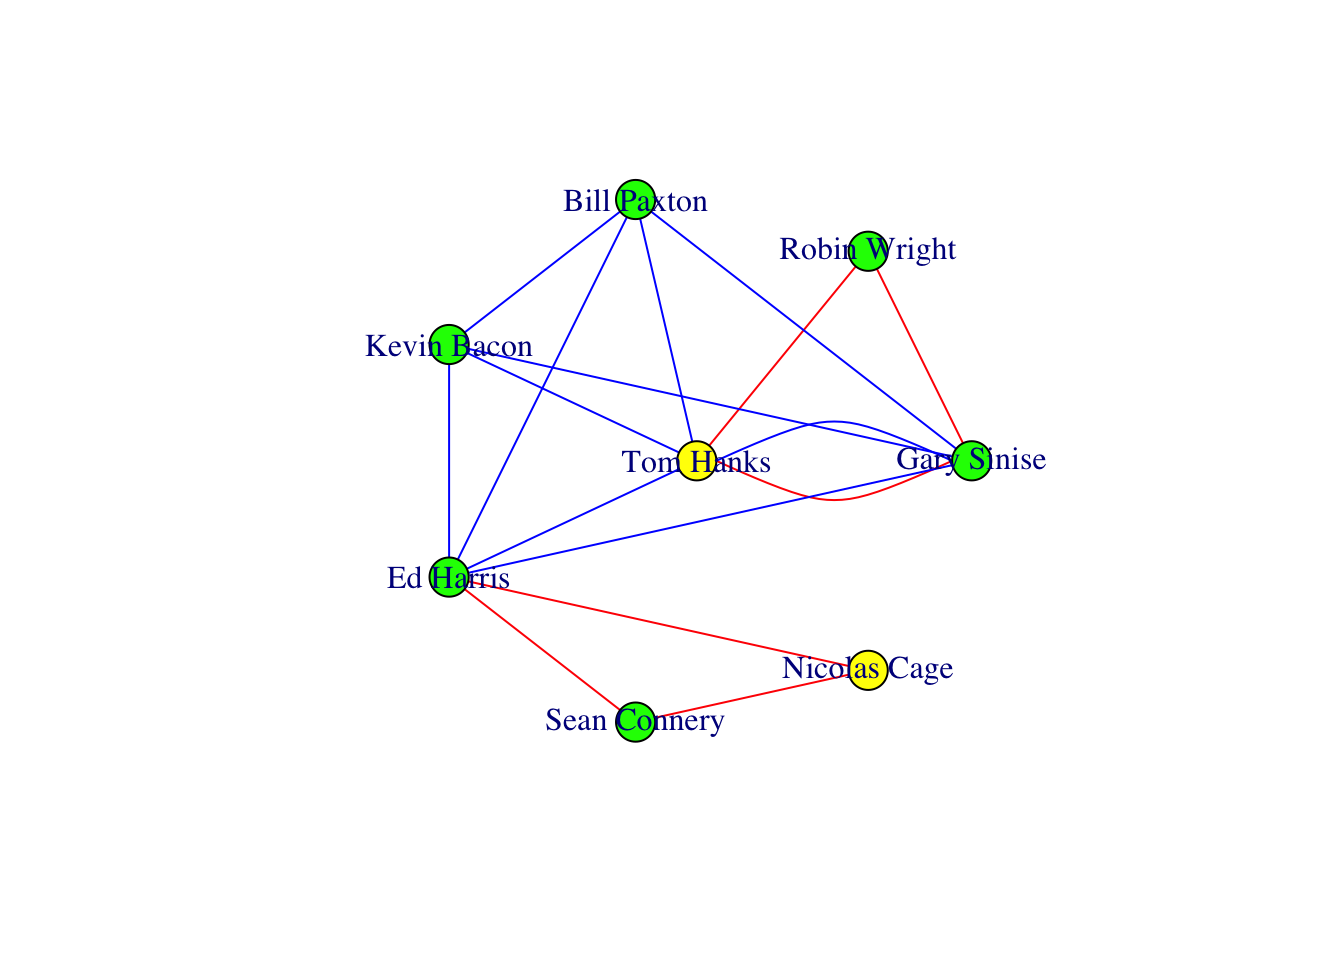 Bill Paxton
Robin Wright
Kevin Bacon
Tom Hanks
Gary Sinise
Ed Harris
Nicolas Cage
Sean Connery